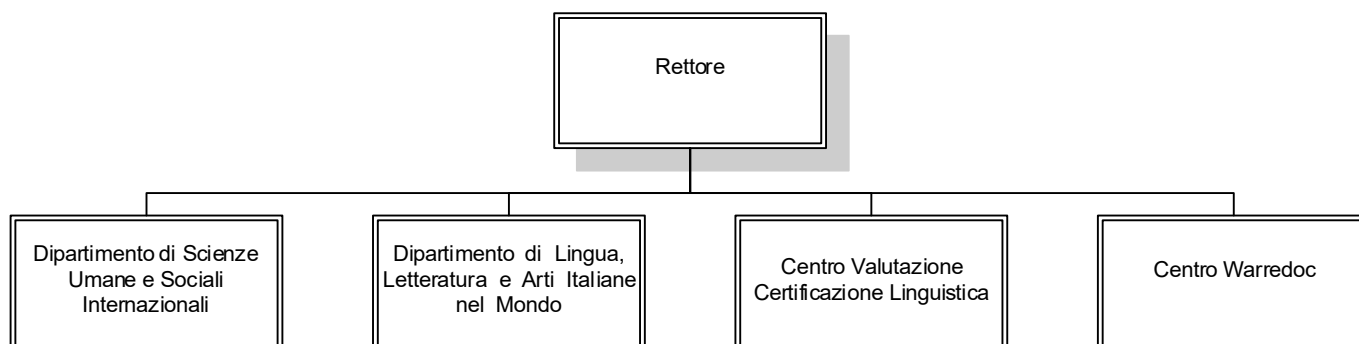 Rettore
Dipartimento di Scienze
Umane e Sociali
Internazionali
Dipartimento di Lingua,
Letteratura e Arti Italiane
nel Mondo
Centro Valutazione
Certificazione Linguistica
Centro Warredoc